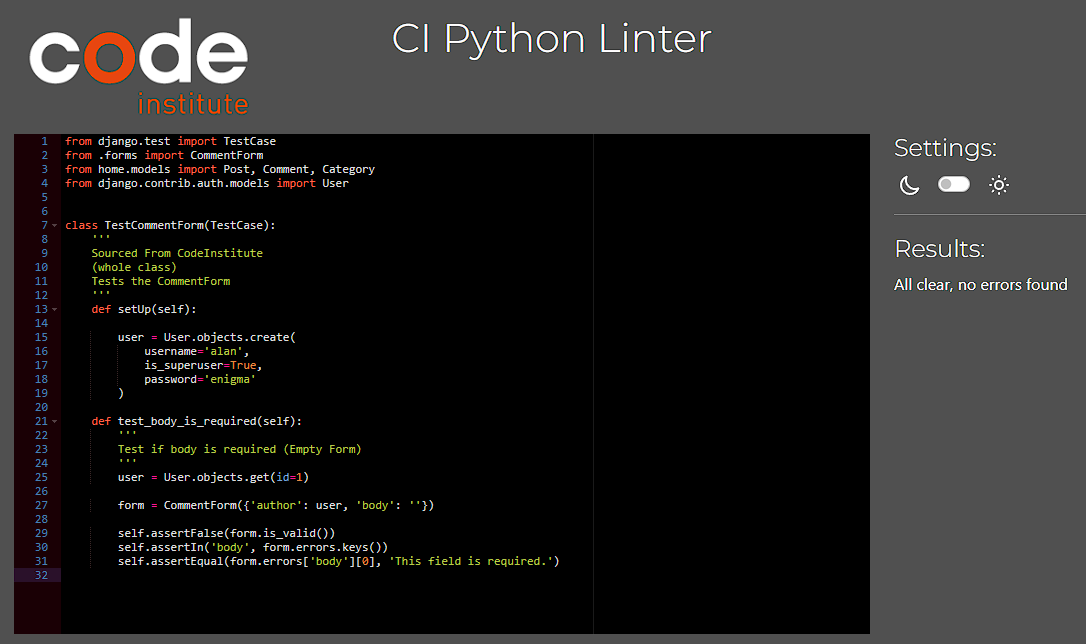 code
institute
CI Python Linter
1 from django.test import TestCase
2 from .forms import CommentForm
3 from home.models import Post, Comment, Category
4 from django.contrib.auth.models import User
5
6
7 class TestCommentForm(TestCase):
8     '''
9     Sourced From CodeInstitute
10     (whole class)
11     Tests the CommentForm
12     '''
13     def setUp(self):
14
15         user = User.objects.create(
16             username='alan',
17             is_superuser=True,
18             password='enigma'
19         )
20
21     def test_body_is_required(self):
22         '''
23         Test if body is required (Empty Form)
24         '''
25         user = User.objects.get(id=1)
26
27         form = CommentForm({'author': user, 'body': ''})
28
29         self.assertFalse(form.is_valid())
30         self.assertIn('body', form.errors.keys())
31         self.assertEqual(form.errors['body'][0], 'This field is required.')
32
Settings:
Results:
All clear, no errors found